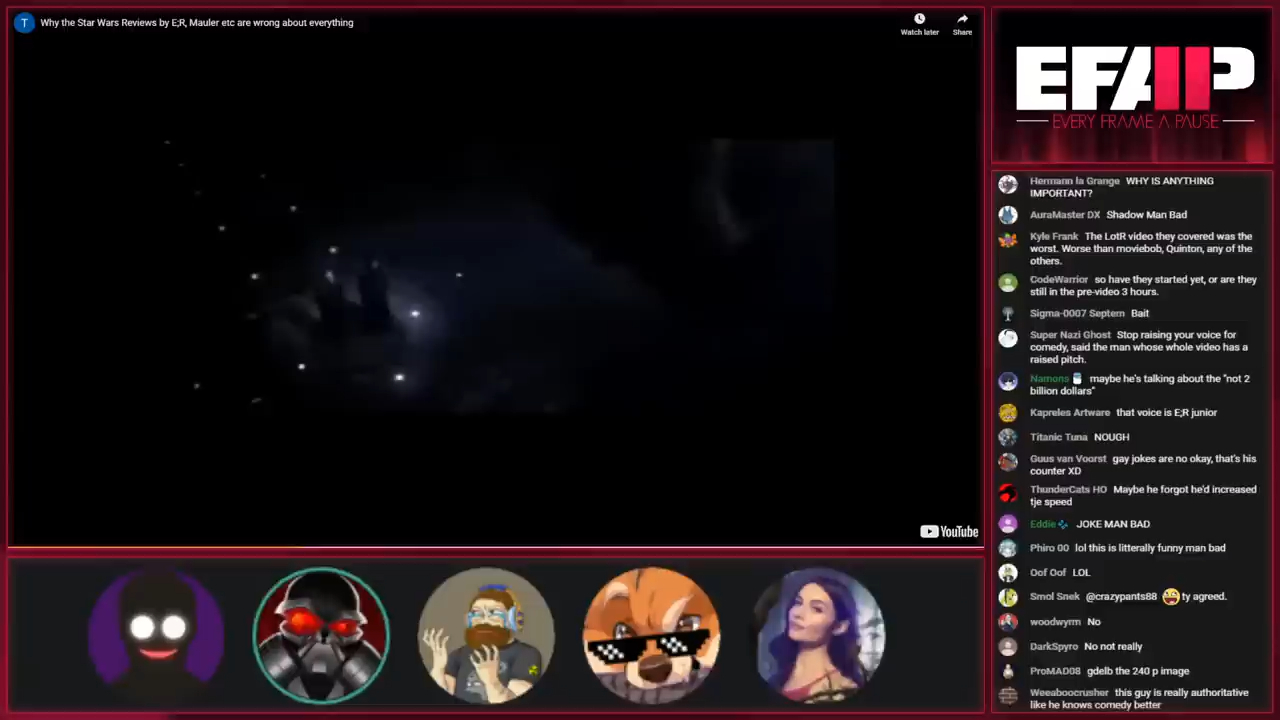 T
Why the Star Wars Reviews by E;R, Mauler etc are wrong about everything
Watch later
Share
EFAP
EVERY FRAME A PAUSE
Hermann la Grange WHY IS ANYTHING
IMPORTANT?
AuraMaster DX Shadow Man Bad
Kyle Frank The LotR video they covered was the
worst. Worse than moviebob, Quinton, any of the
others.
CodeWarrior so have they started yet, or are they
still in the pre-video 3 hours.
Sigma-0007 Septem Bait
Super Nazi Ghost Stop raising your voice for
comedy, said the man whose whole video has a
raised pitch.
Namons maybe he's talking about the "not 2
billion dollars"
Kapreles Artware that voice is E;R junior
Titanic Tuna NOUGH
Guus van Voorst gay jokes are no okay, that's his
counter XD
ThunderCats HO Maybe he forgot he'd increased
tje speed
Eddie JOKE MAN BAD
Phiro 00 lol this is litterally funny man bad
Oof Oof LOL
Smol Snek @crazypants88 ty agreed.
woodwyrm No
DarkSpyro No not really
ProMAD08 gdelb the 240 p image
Weeaboocrusher this guy is really authoritative
like he knows comedy better
YouTube